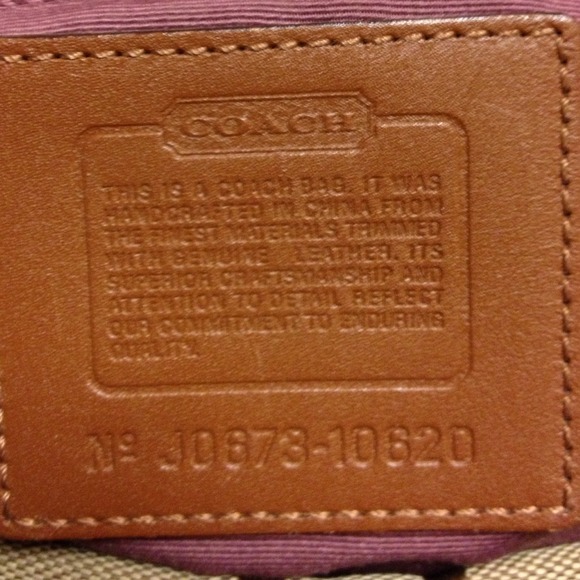 COACH
THIS IS A COACH BAG. IT WAS
HANDCRAFTED IN CHINA FROM
THE FINEST MATERIALS TRIMMED
WITH GENUINE LEATHER. ITS
SUPERIOR CRAFTSMANSHIP AND
ATTENTION TO DETAIL REFLECT
OUR COMMITMENT TO ENDURING
QUALITY.
Nº J0673-10620